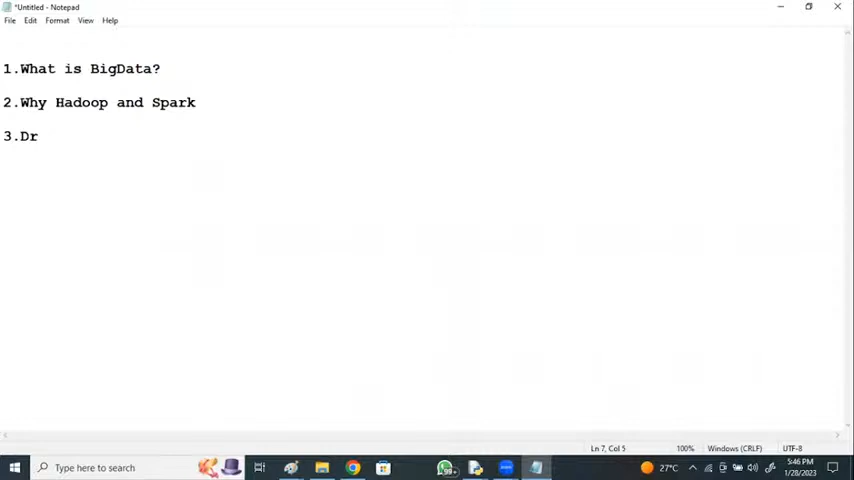 *Untitled - Notepad
File Edit Format View Help
1.What is BigData?
2.Why Hadoop and Spark
3.Dr
Ln 7, Col 5 100% Windows (CRLF) UTF-8
Type here to search 99+ 27°C 5:46 PM
1/28/2023